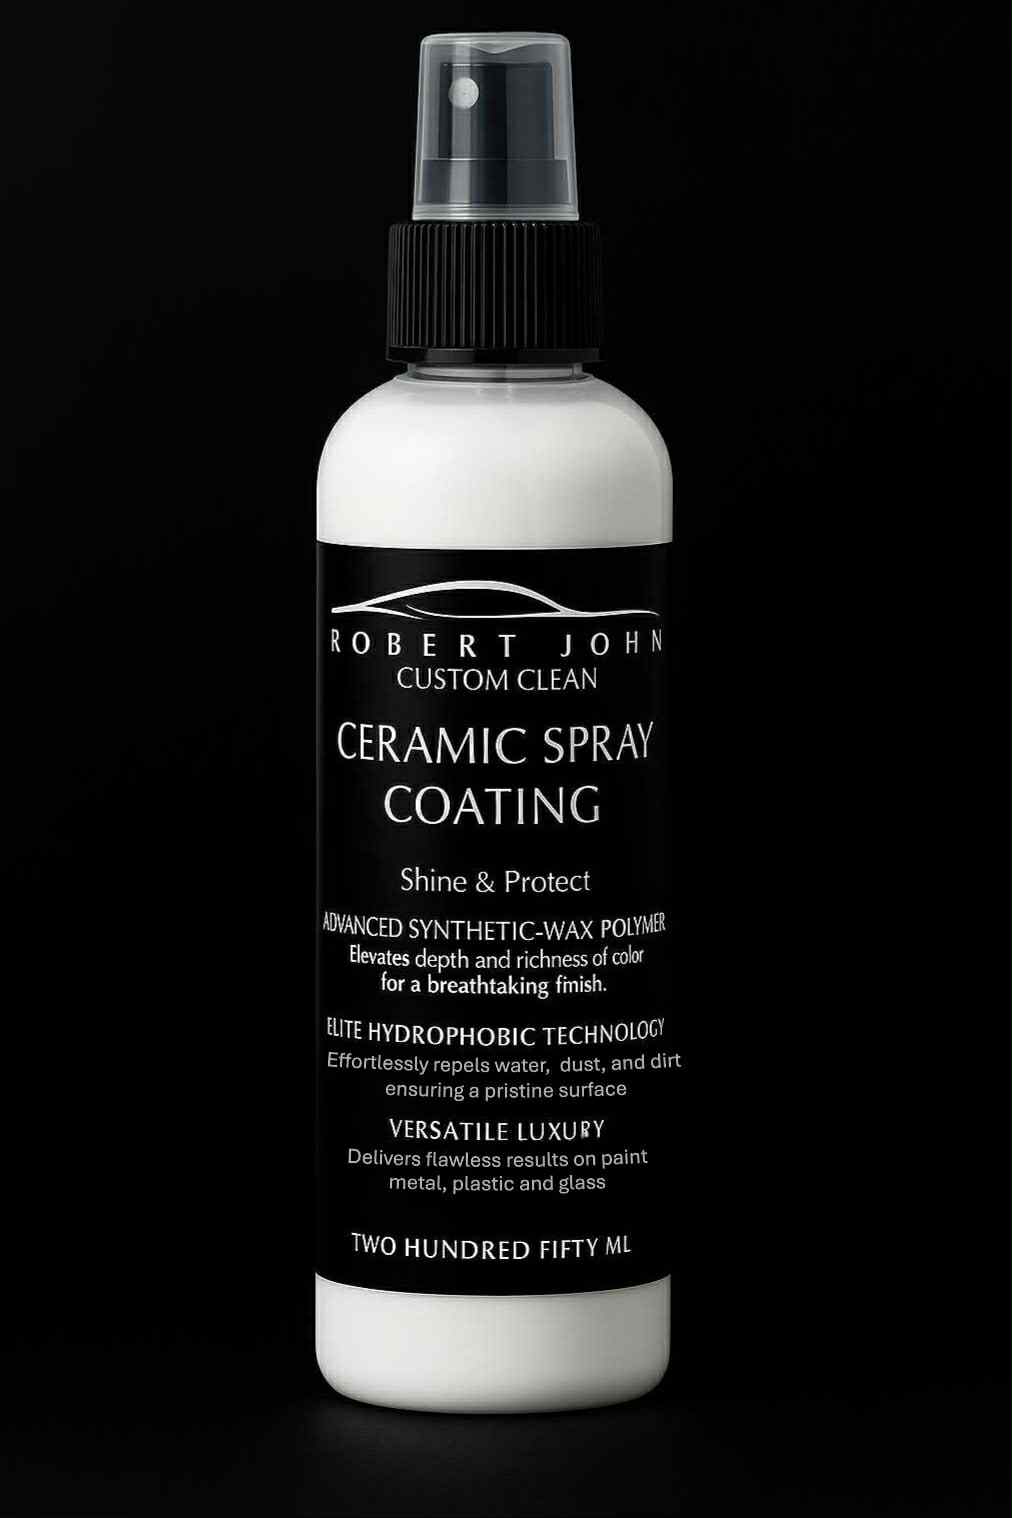 ROBERT JOHN
CUSTOM CLEAN
CERAMIC SPRAY
COATING
Shine & Protect
ADVANCED SYNTHETIC-WAX POLYMER
Elevates depth and richness of color
for a breathtaking finish.
ELITE HYDROPHOBIC TECHNOLOGY
Effortlessly repels water, dust, and dirt
ensuring a pristine surface
VERSATILE LUXURY
Delivers flawless results on paint
metal, plastic and glass
TWO HUNDRED FIFTY ML